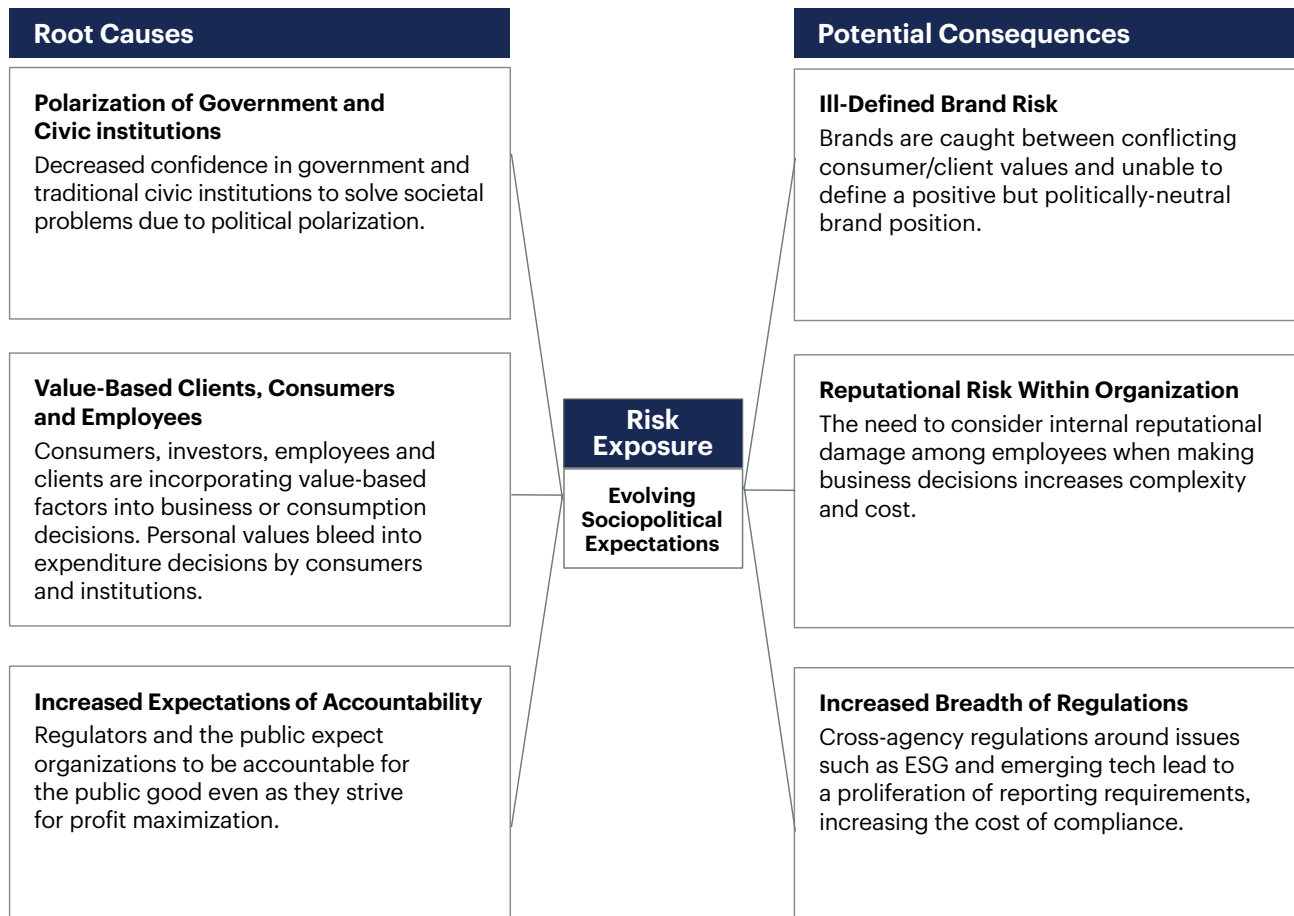 Root Causes
Polarization of Government and
Civic institutions
Decreased confidence in government and
traditional civic institutions to solve societal
problems due to political polarization.
Value-Based Clients, Consumers
and Employees
Consumers, investors, employees and
clients are incorporating value-based
factors into business or consumption
decisions. Personal values bleed into
expenditure decisions by consumers
and institutions.
Increased Expectations of Accountability
Regulators and the public expect
organizations to be accountable for
the public good even as they strive
for profit maximization.
Risk
Exposure
Evolving
Sociopolitical
Expectations
Potential Consequences
Ill-Defined Brand Risk
Brands are caught between conflicting
consumer/client values and unable to
define a positive but politically-neutral
brand position.
Reputational Risk Within Organization
The need to consider internal reputational
damage among employees when making
business decisions increases complexity
and cost.
Increased Breadth of Regulations
Cross-agency regulations around issues
such as ESG and emerging tech lead to
a proliferation of reporting requirements,
increasing the cost of compliance.